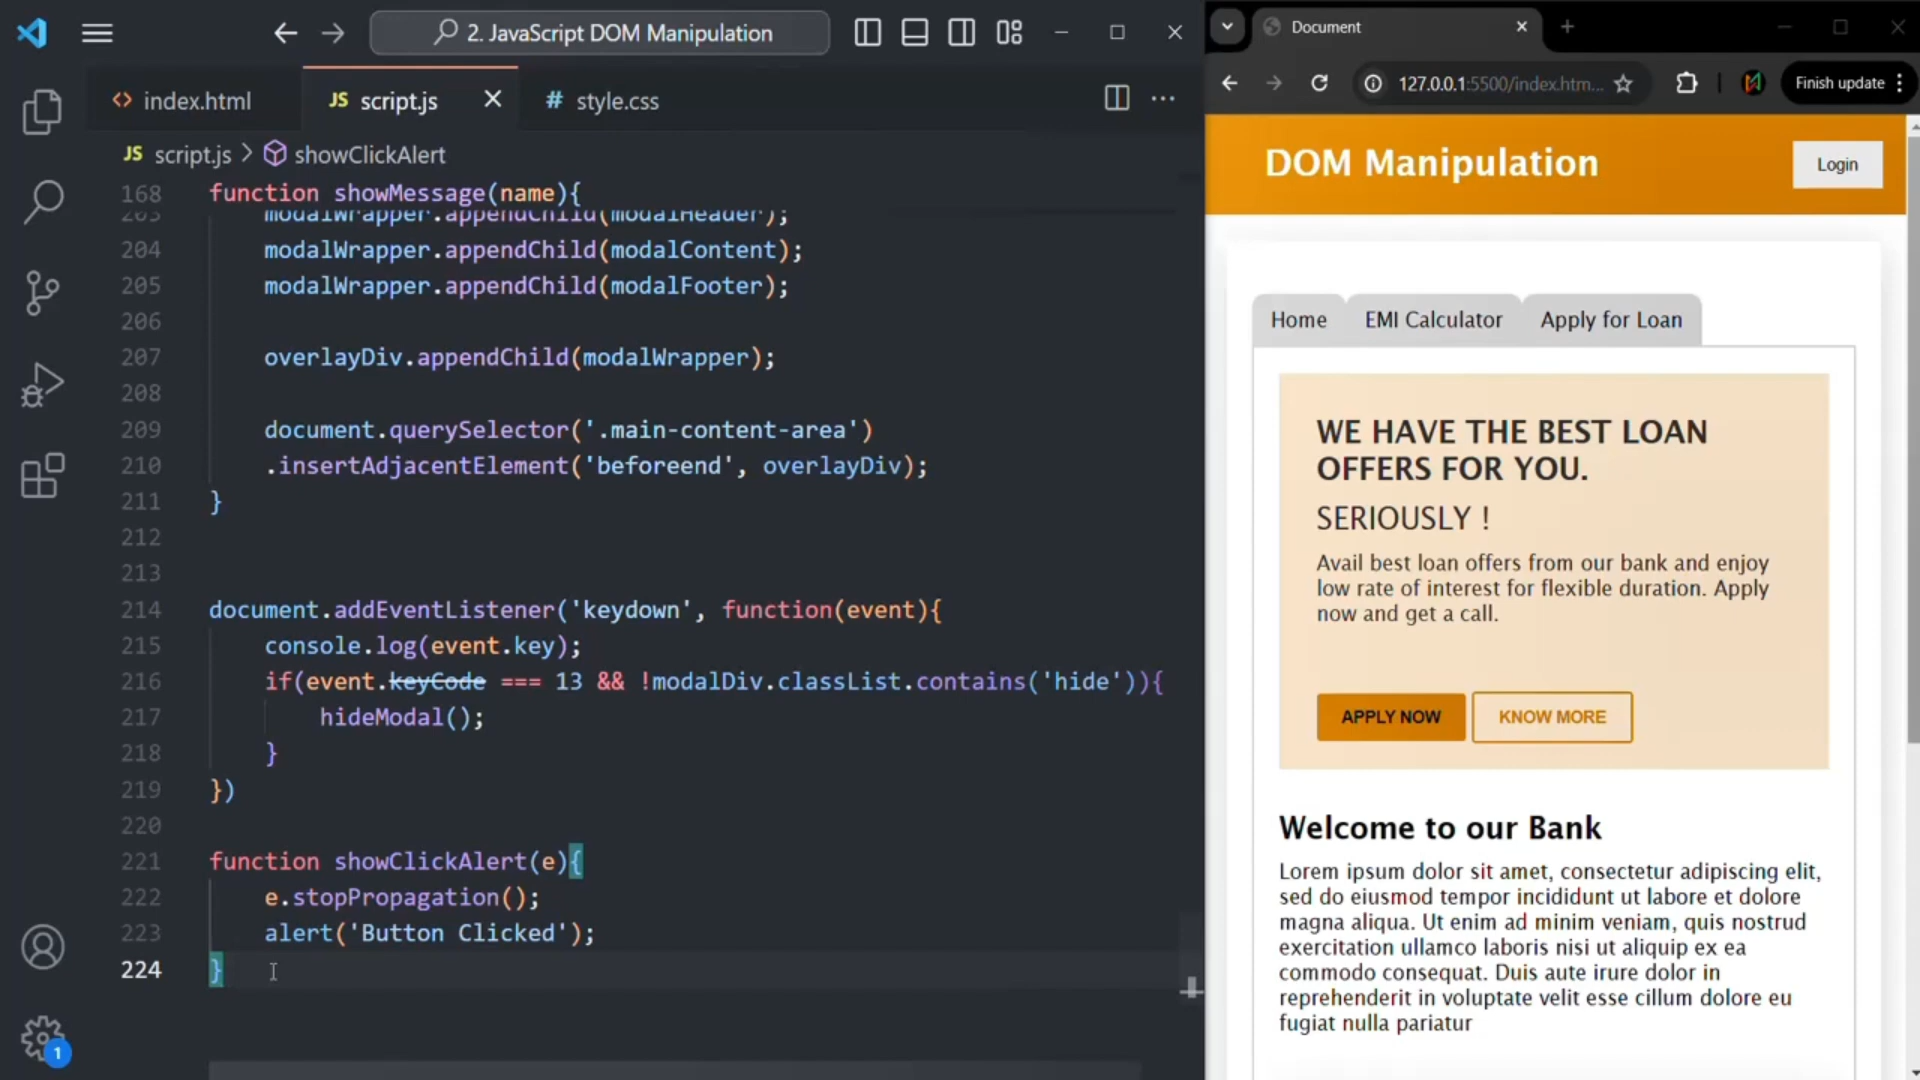 2. JavaScript DOM Manipulation
index.html
JS script.js
# style.css
JS script.js > showClickAlert
168 function showMessage(name){
203 modalWrapper.appendChild(modalHeader);
204 modalWrapper.appendChild(modalContent);
205 modalWrapper.appendChild(modalFooter);
206
207 overlayDiv.appendChild(modalWrapper);
208
209 document.querySelector('.main-content-area')
210 .insertAdjacentElement('beforeend', overlayDiv);
211 }
212
213
214 document.addEventListener('keydown', function(event){
215 console.log(event.key);
216 if(event.keyCode === 13 && !modalDiv.classList.contains('hide')){
217 hideModal();
218 }
219 })
220
221 function showClickAlert(e){
222 e.stopPropagation();
223 alert('Button Clicked');
224 }
1
Document
127.0.0.1:5500/index.htm...
Finish update
DOM Manipulation
Login
Home
EMI Calculator
Apply for Loan
WE HAVE THE BEST LOAN
OFFERS FOR YOU.
SERIOUSLY !
Avail best loan offers from our bank and enjoy
low rate of interest for flexible duration. Apply
now and get a call.
APPLY NOW
KNOW MORE
Welcome to our Bank
Lorem ipsum dolor sit amet, consectetur adipiscing elit,
sed do eiusmod tempor incididunt ut labore et dolore
magna aliqua. Ut enim ad minim veniam, quis nostrud
exercitation ullamco laboris nisi ut aliquip ex ea
commodo consequat. Duis aute irure dolor in
reprehenderit in voluptate velit esse cillum dolore eu
fugiat nulla pariatur